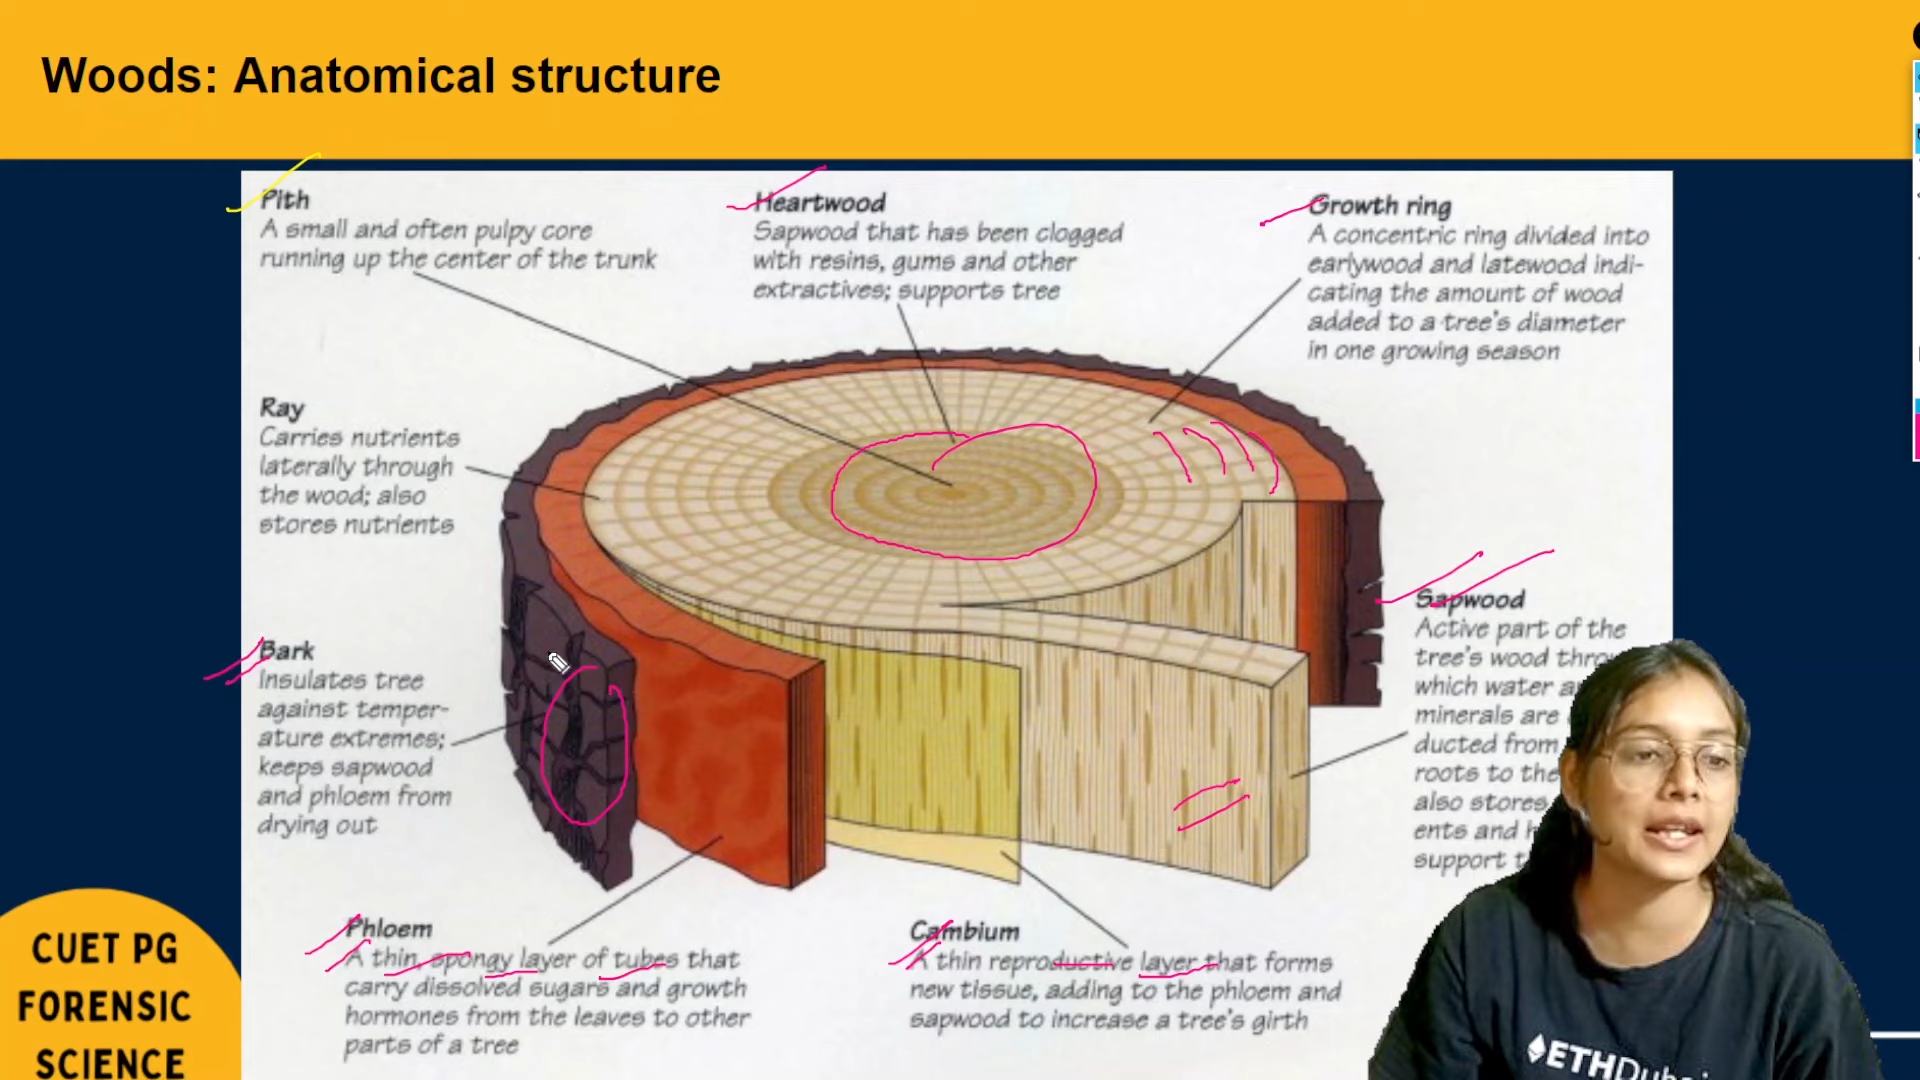 Woods: Anatomical structure
Pith
A small and often pulpy core
running up the center of the trunk
Heartwood
Sapwood that has been clogged
with resins, gums and other
extractives; supports tree
Growth ring
A concentric ring divided into
earlywood and latewood indi-
cating the amount of wood
added to a tree's diameter
in one growing season
Ray
Carries nutrients
laterally through
the wood; also
stores nutrients
Bark
Insulates tree
against temper-
ature extremes;
keeps sapwood
and phloem from
drying out
Sapwood
Active part of the
tree's wood
which water
minerals are
ducted from
roots to the
also stores
ents and
support
Phloem
A thin, spongy layer of tubes that
carry dissolved sugars and growth
hormones from the leaves to other
parts of a tree
Cambium
A thin reproductive layer that forms
new tissue, adding to the phloem and
sapwood to increase a tree's girth
CUET PG
FORENSIC
SCIENCE